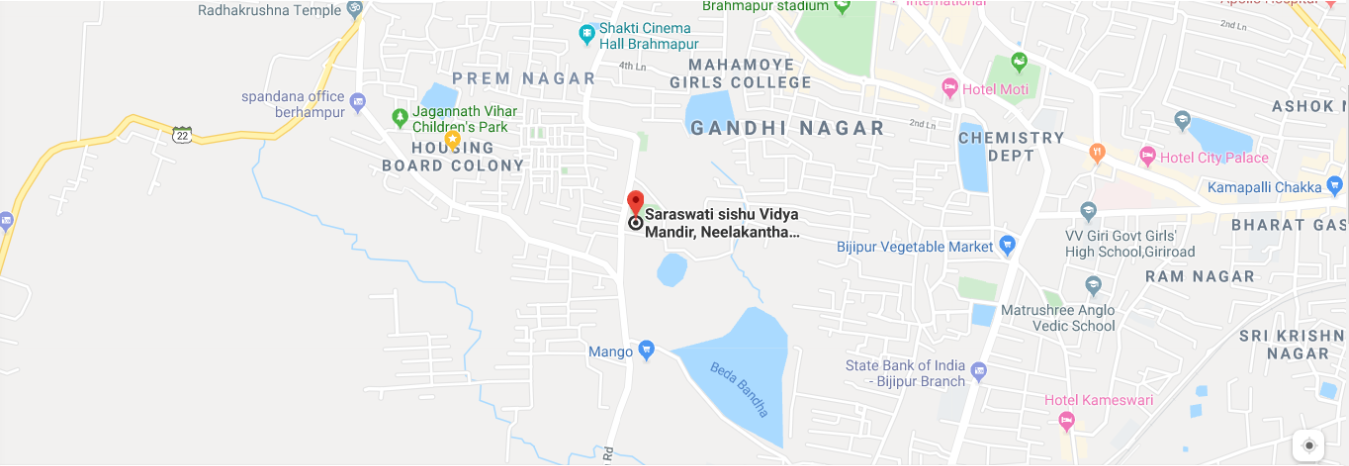 Radhakrushna Temple
Brahmapur stadium
International
Apollo Hospital
2nd Ln
Shakti Cinema
Hall Brahmapur
4th Ln
MAHAMOYE
GIRLS COLLEGE
PREM NAGAR
spandana office
berhampur
Hotel Moti
ASHOK N
Jagannath Vihar
Children's Park
22
2nd Ln
GANDHI NAGAR
CHEMISTRY
DEPT
HOUSING
BOARD COLONY
Hotel City Palace
Kamapalli Chakka
Saraswati sishu Vidya
Mandir, Neelakantha...
BHARAT GAS
VV Giri Govt Girls'
High School,Giriroad
Bijipur Vegetable Market
RAM NAGAR
Matrushree Anglo
Vedic School
SRI KRISHN
NAGAR
Mango
State Bank of India
- Bijipur Branch
Beda Bandha
Hotel Kameswari
Rd